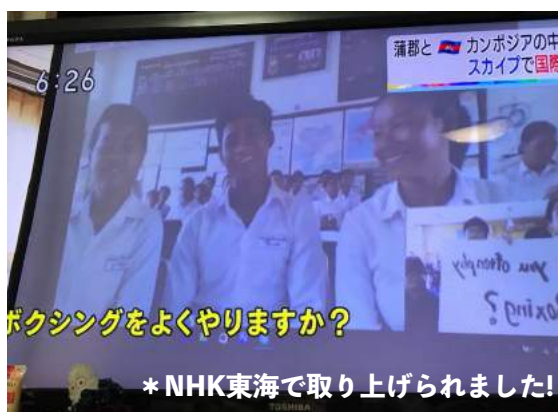 6:26
蒲郡と カンボジアの中
スカイプで国際
you
oxing?
ボクシングをよくやりますか？
＊NHK東海で取り上げられました!
TOSHIBA